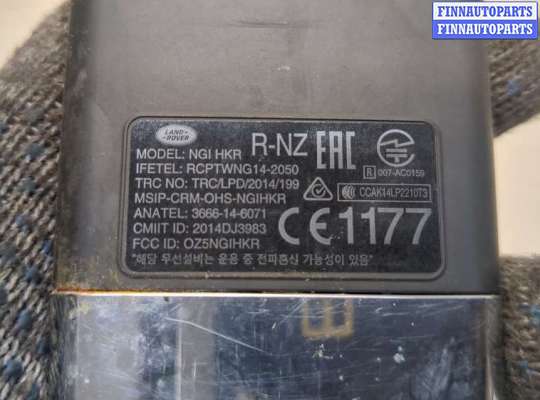 FINNAUTOPARTS
FINNAUTOPARTS
LAND
ROVER
R-NZ EAC
MODEL: NGI HKR
IFETEL: RCPTWNG14-2050
R 007-AC0159
TRC NO: TRC/LPD/2014/199
CCAK14LP2210T3
MSIP-CRM-OHS-NGIHKR
ANATEL: 3666-14-6071
CE1177
CMIIT ID: 2014DJ3983
FCC ID: OZ5NGIHKR
"해당 무선설비는 운용 중 전파혼신 가능성이 있음"